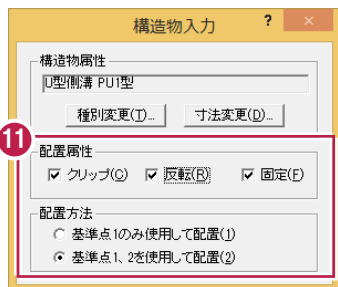 構造物入力 ? ×
構造物属性
U型側溝 PU1型
種別変更(T)... 寸法変更(D)...
11
配置属性
クリップ(C) 反転(R) 固定(F)
配置方法
基準点1のみ使用して配置(1)
基準点1、2を使用して配置(2)